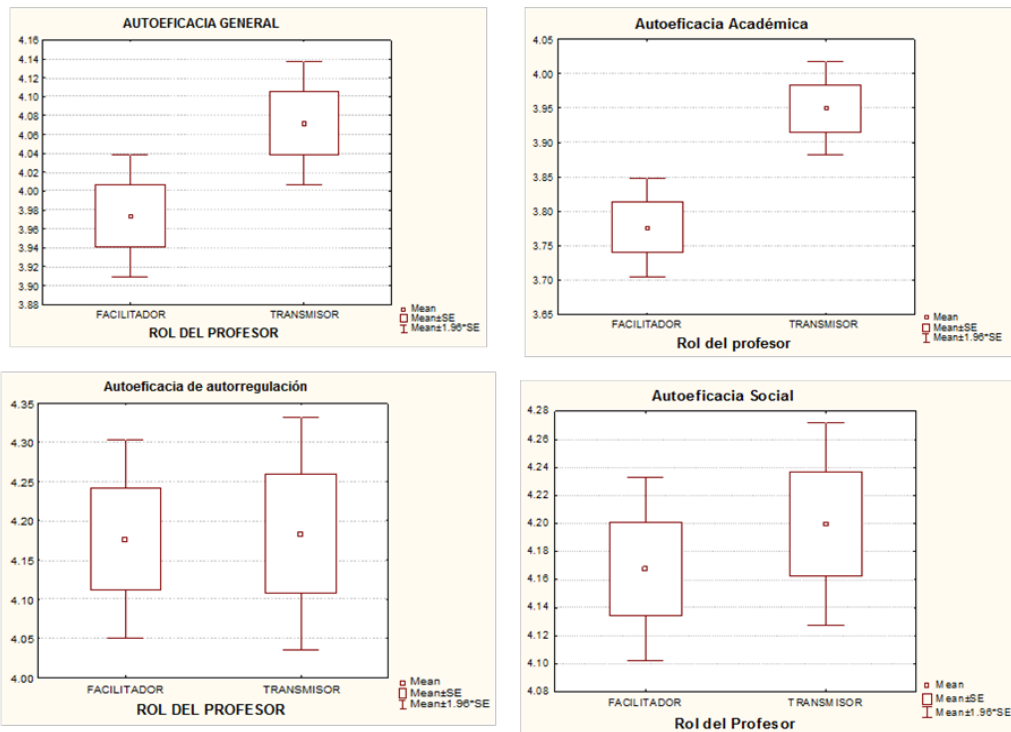 AUTOEFICACIA GENERAL
4.16
4.14
4.12
4.10
4.08
4.06
4.04
4.02
4.00
3.98
3.96
3.94
3.92
3.90
3.88
FACILITADOR TRANSMISOR
ROL DEL PROFESOR
Mean
Mean±SE
Mean±1.96*SE
Autoeficacia Académica
4.05
4.00
3.95
3.90
3.85
3.80
3.75
3.70
3.65
FACILITADOR TRANSMISOR
Rol del profesor
Mean
Mean±SE
Mean±1.96*SE
Autoeficacia de autorregulación
4.35
4.30
4.25
4.20
4.15
4.10
4.05
4.00
FACILITADOR TRANSMISOR
ROL DEL PROFESOR
Mean
Mean±SE
Mean±1.96*SE
Autoeficacia Social
4.28
4.26
4.24
4.22
4.20
4.18
4.16
4.14
4.12
4.10
4.08
FACILITADOR TRANSMISOR
Rol del Profesor
Mean
Mean±SE
Mean±1.96*SE